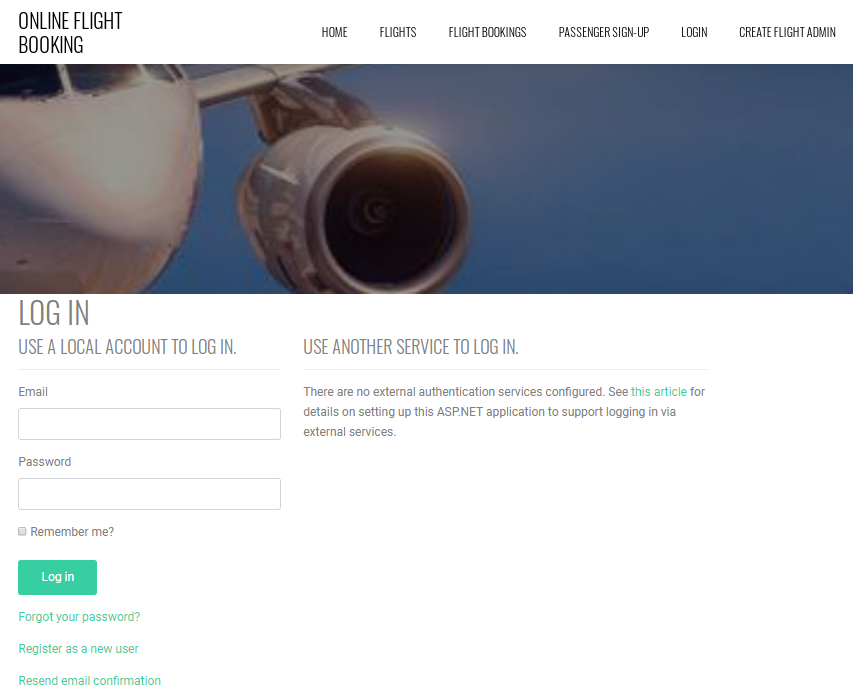 ONLINE FLIGHT
BOOKING
HOME FLIGHTS FLIGHT BOOKINGS PASSENGER SIGN-UP LOGIN CREATE FLIGHT ADMIN
LOG IN
USE A LOCAL ACCOUNT TO LOG IN.
Email
Password
Remember me?
Log in
Forgot your password?
Register as a new user
Resend email confirmation
USE ANOTHER SERVICE TO LOG IN.
There are no external authentication services configured. See this article for
details on setting up this ASP.NET application to support logging in via
external services.